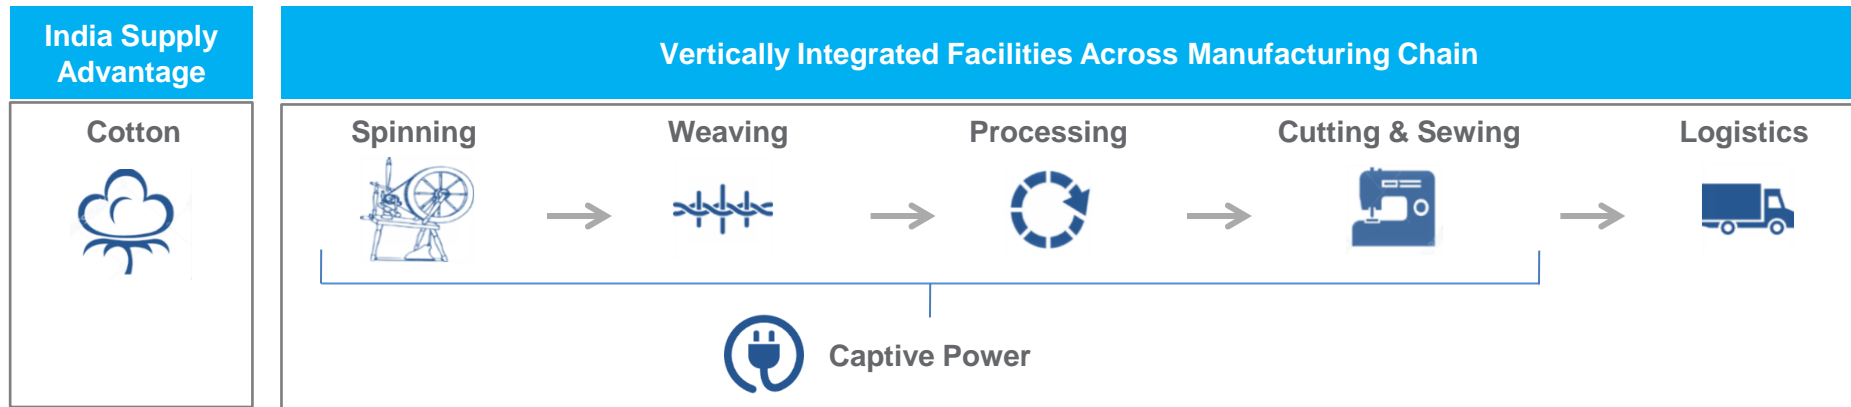 India Supply
Advantage
Vertically Integrated Facilities Across Manufacturing Chain
Cotton
Spinning
Weaving
Processing
Cutting & Sewing
Logistics
Captive Power